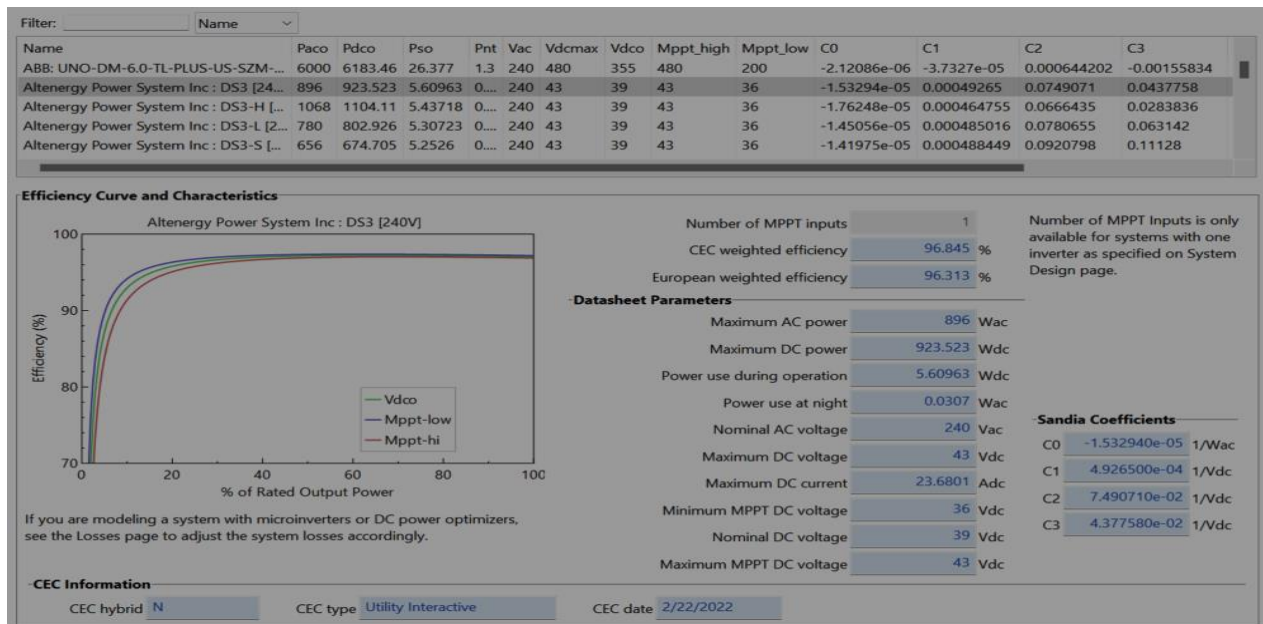 Filter: Name
Name Paco Pdco Pso Pnt Vac Vdcmax Vdco Mppt_high Mppt_low C0 C1 C2 C3
ABB: UNO-DM-6.0-TL-PLUS-US-SZM-... 6000 6183.46 26.377 1.3 240 480 355 480 200 -2.12086e-06 -3.7327e-05 0.000644202 -0.00155834
Altenergy Power System Inc : DS3 [24... 896 923.523 5.60963 0.... 240 43 39 43 36 -1.53294e-05 0.00049265 0.0749071 0.0437758
Altenergy Power System Inc : DS3-H [... 1068 1104.11 5.43718 0.... 240 43 39 43 36 -1.76248e-05 0.000464755 0.0666435 0.0283836
Altenergy Power System Inc : DS3-L [2... 780 802.926 5.30723 0.... 240 43 39 43 36 -1.45056e-05 0.000485016 0.0780655 0.063142
Altenergy Power System Inc : DS3-S [... 656 674.705 5.2526 0.... 240 43 39 43 36 -1.41975e-05 0.000488449 0.0920798 0.11128
Efficiency Curve and Characteristics
Altenergy Power System Inc : DS3 [240V]
100
90
80
70
Efficiency (%)
Vdco
Mppt-low
Mppt-hi
0 20 40 60 80 100
% of Rated Output Power
If you are modeling a system with microinverters or DC power optimizers,
see the Losses page to adjust the system losses accordingly.
Number of MPPT inputs 1
CEC weighted efficiency 96.845 %
European weighted efficiency 96.313 %
Number of MPPT Inputs is only
available for systems with one
inverter as specified on System
Design page.
Datasheet Parameters
Maximum AC power 896 Wac
Maximum DC power 923.523 Wdc
Power use during operation 5.60963 Wdc
Power use at night 0.0307 Wac
Nominal AC voltage 240 Vac
Maximum DC voltage 43 Vdc
Maximum DC current 23.6801 Adc
Minimum MPPT DC voltage 36 Vdc
Nominal DC voltage 39 Vdc
Maximum MPPT DC voltage 43 Vdc
Sandia Coefficients
C0 -1.532940e-05 1/Wac
C1 4.926500e-04 1/Vdc
C2 7.490710e-02 1/Vdc
C3 4.377580e-02 1/Vdc
CEC Information
CEC hybrid N CEC type Utility Interactive CEC date 2/22/2022